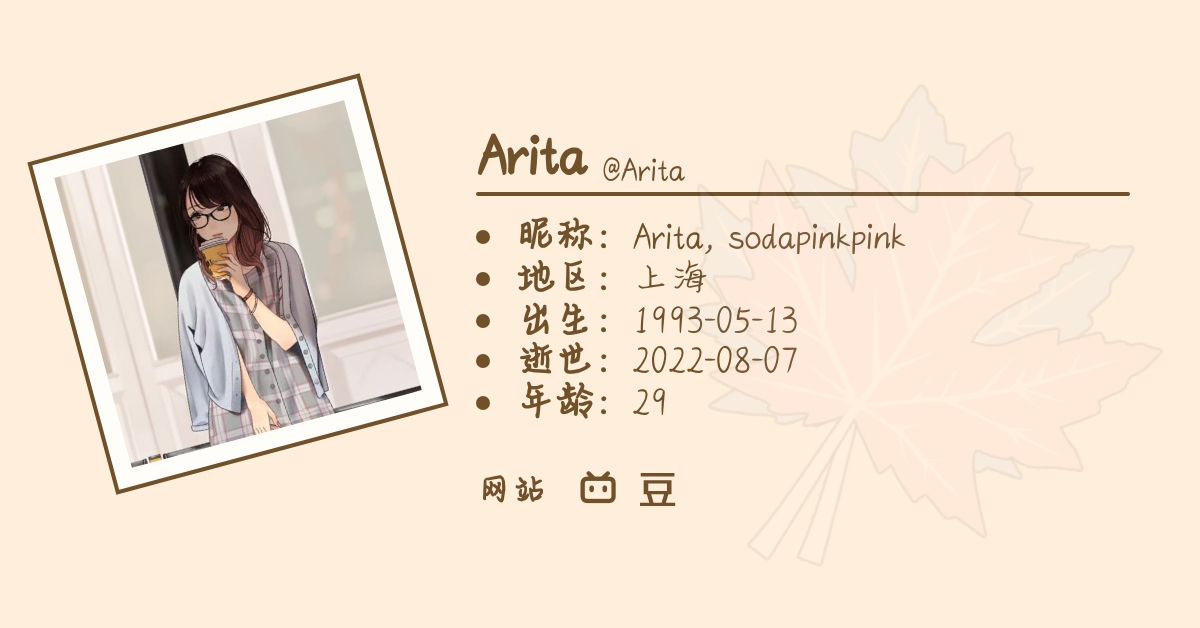 Arita @Arita
昵称： Arita, sodapinkpink
地区： 上海
出生： 1993-05-13
逝世： 2022-08-07
年龄： 29
网站 豆